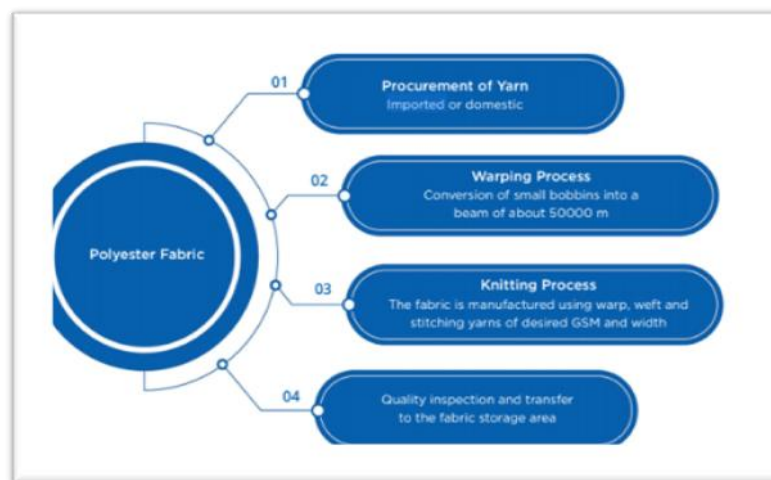 01
Procurement of Yarn
Imported or domestic
02
Warping Process
Conversion of small bobbins into a
beam of about 50000 m
Polyester Fabric
03
Knitting Process
The fabric is manufactured using warp, weft and
stitching yarns of desired GSM and width
04
Quality inspection and transfer
to the fabric storage area